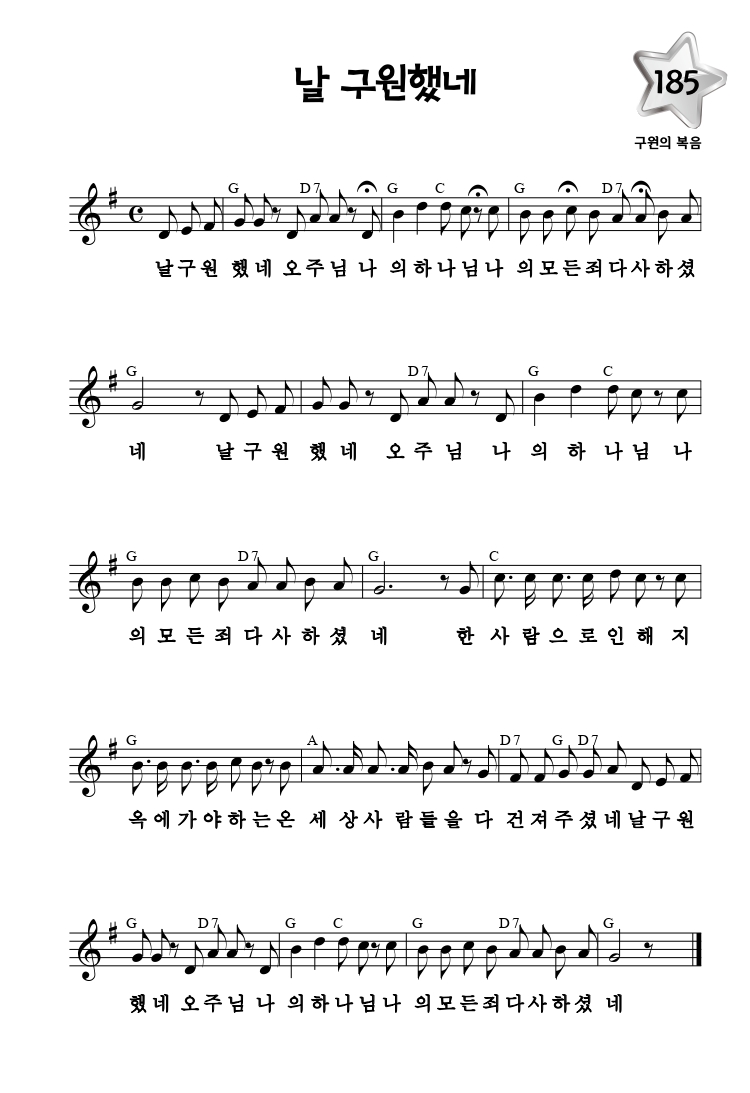 날 구원했네
185
구원의 복음
G D7 G C G D7
날구원 했네 오주님 나 의하나님나 의모든죄다사하셨
G D7 G C
네 날구원 했네 오주님 나 의하나님 나
G D7 G C
의모든죄다사하셨 네 한사람으로인해지
G A D7 G D7
옥에가야하는온 세상사람들을다 건져주셨네날구원
G D7 G C G D7 G
했네 오주님 나 의하나님나 의모든죄다사하셨 네